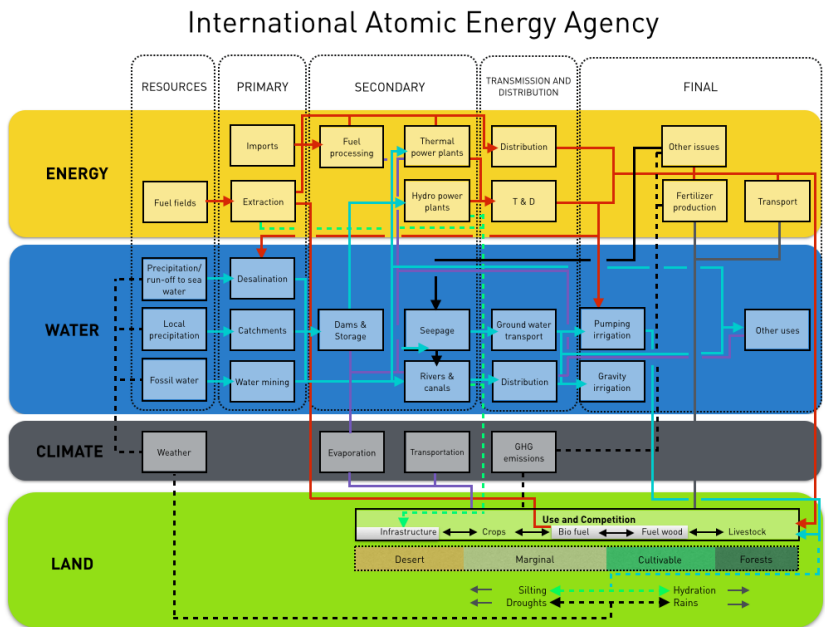 International Atomic Energy Agency
RESOURCES
PRIMARY
SECONDARY
TRANSMISSION AND
DISTRIBUTION
FINAL
ENERGY
Imports
Fuel
processing
Thermal
power plants
Distribution
Other issues
Fuel fields
Extraction
Hydro power
plants
T & D
Fertilizer
production
Transport
WATER
Precipitation/
run-off to sea
water
Desalination
Local
precipitation
Catchments
Dams &
Storage
Seepage
Ground water
transport
Pumping
irrigation
Other uses
Fossil water
Water mining
Rivers &
canals
Distribution
Gravity
irrigation
CLIMATE
Weather
Evaporation
Transportation
GHG
emissions
LAND
Use and Competition
Infrastructure
Crops
Bio fuel
Fuel wood
Livestock
Desert
Marginal
Cultivable
Forests
Silting
Hydration
Droughts
Rains